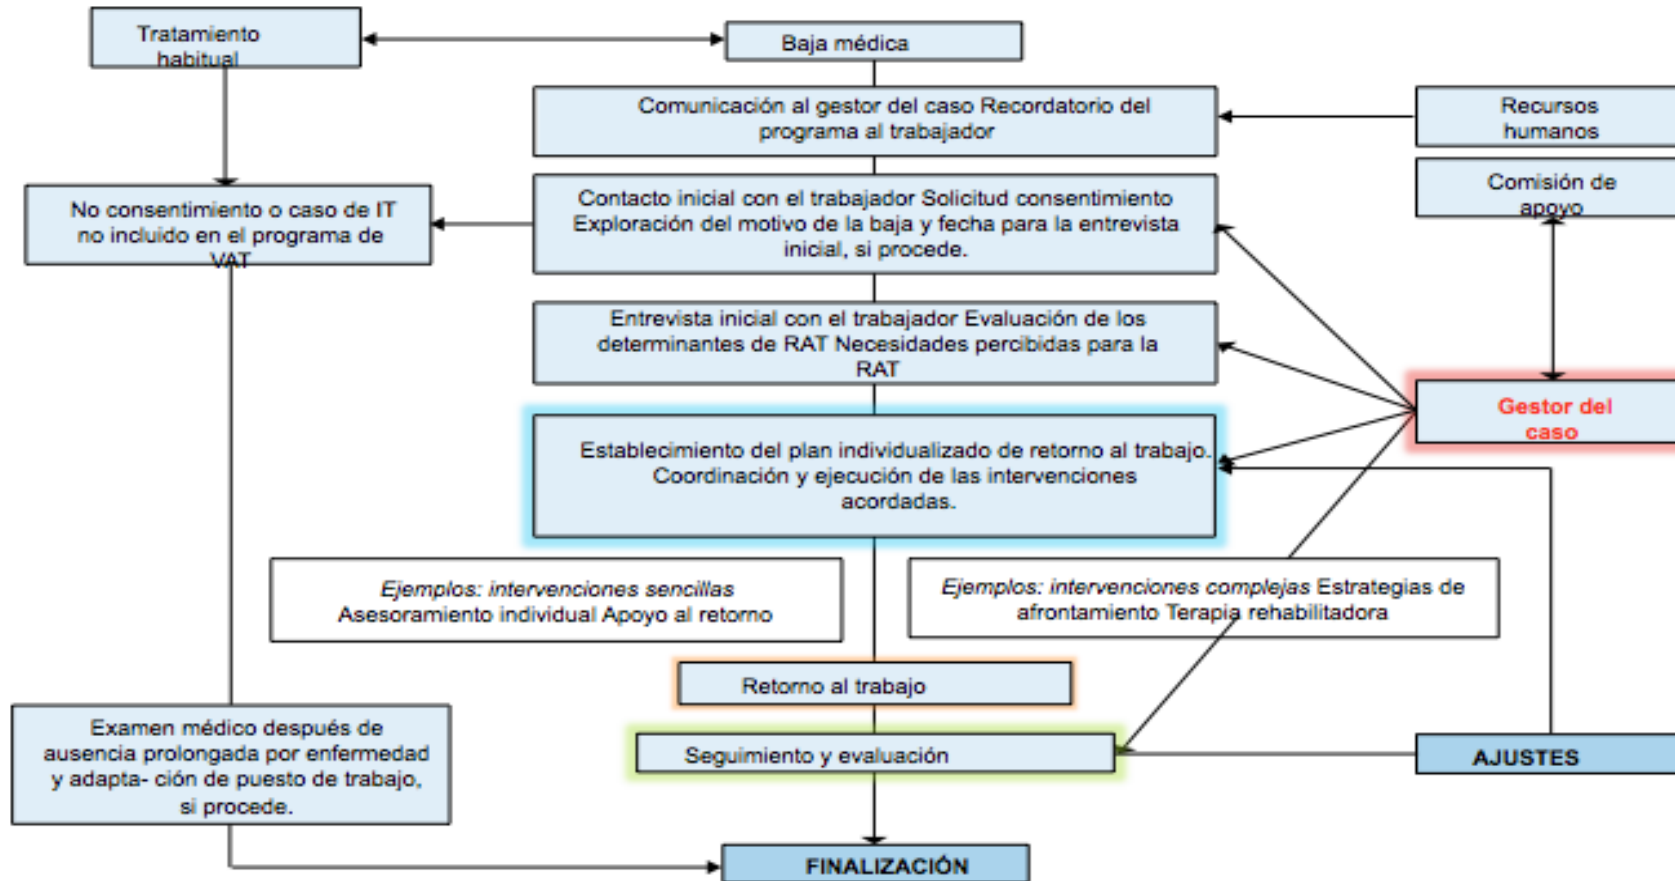 Tratamiento
habitual
Baja médica
Comunicación al gestor del caso Recordatorio del
programa al trabajador
Recursos
humanos
Comisión de
apoyo
No consentimiento o caso de IT
no incluido en el programa de
VAT
Contacto inicial con el trabajador Solicitud consentimiento
Exploración del motivo de la baja y fecha para la entrevista
inicial, si procede.
Entrevista inicial con el trabajador Evaluación de los
determinantes de RAT Necesidades percibidas para la
RAT
Gestor del
caso
Establecimiento del plan individualizado de retorno al trabajo.
Coordinación y ejecución de las intervenciones
acordadas.
Ejemplos: intervenciones sencillas
Asesoramiento individual Apoyo al retorno
Ejemplos: intervenciones complejas Estrategias de
afrontamiento Terapia rehabilitadora
Retorno al trabajo
Examen médico después de
ausencia prolongada por enfermedad
y adapta- ción de puesto de trabajo,
si procede.
Seguimiento y evaluación
AJUSTES
FINALIZACIÓN